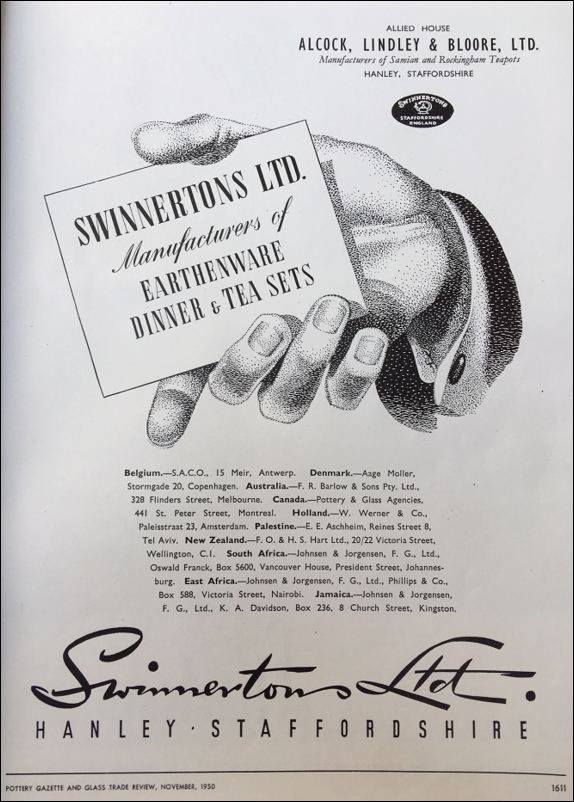 ALLIED HOUSE
ALCOCK, LINDLEY & BLOORE, LTD.
Manufacturers of Samian and Rockingham Teapots
HANLEY, STAFFORDSHIRE
SWINNERTONS
STAFFORDSHIRE
ENGLAND
SWINNERTONS LTD.
Manufacturers of
EARTHENWARE
DINNER & TEA SETS
Belgium.—S.A.C.O., 15 Meir, Antwerp. Denmark.—Aage Moller,
Stormgade 20, Copenhagen. Australia.—F. R. Barlow & Sons Pty. Ltd.,
328 Flinders Street, Melbourne. Canada.—Pottery & Glass Agencies,
441 St. Peter Street, Montreal. Holland.—W. Werner & Co.,
Paleisstraat 23, Amsterdam. Palestine.—E. E. Aschheim, Reines Street 8,
Tel Aviv. New Zealand.—F. O. & H. S. Hart Ltd., 20/22 Victoria Street,
Wellington, C.I. South Africa.—Johnsen & Jorgensen, F. G., Ltd.,
Oswald Franck, Box 5600, Vancouver House, President Street, Johannes-
burg. East Africa.—Johnsen & Jorgensen, F. G., Ltd., Phillips & Co.,
Box 588, Victoria Street, Nairobi. Jamaica.—Johnsen & Jorgensen,
F. G., Ltd., K. A. Davidson, Box 236, 8 Church Street, Kingston.
Swinnertons Ltd.
HANLEY · STAFFORDSHIRE
POTTERY GAZETTE AND GLASS TRADE REVIEW, NOVEMBER, 1950
1611